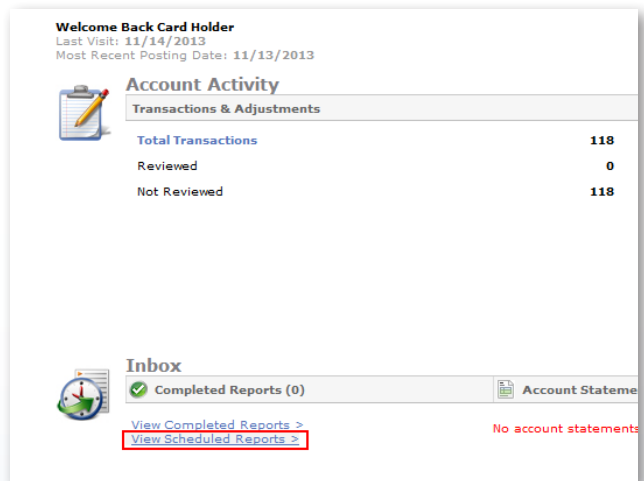 Welcome Back Card Holder
Last Visit: 11/14/2013
Most Recent Posting Date: 11/13/2013
Account Activity
Transactions & Adjustments
Total Transactions 118
Reviewed 0
Not Reviewed 118
Inbox
Completed Reports (0) Account Stateme
View Completed Reports >
View Scheduled Reports >
No account statements